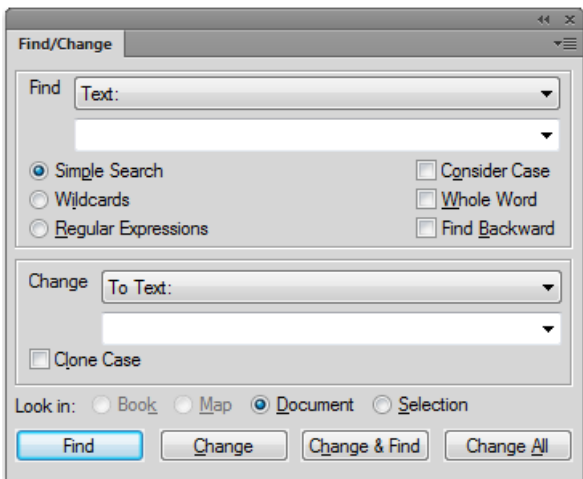 Find/Change
Find Text:
Simple Search Consider Case
Wildcards Whole Word
Regular Expressions Find Backward
Change To Text:
Clone Case
Look in: Book Map Document Selection
Find Change Change & Find Change All